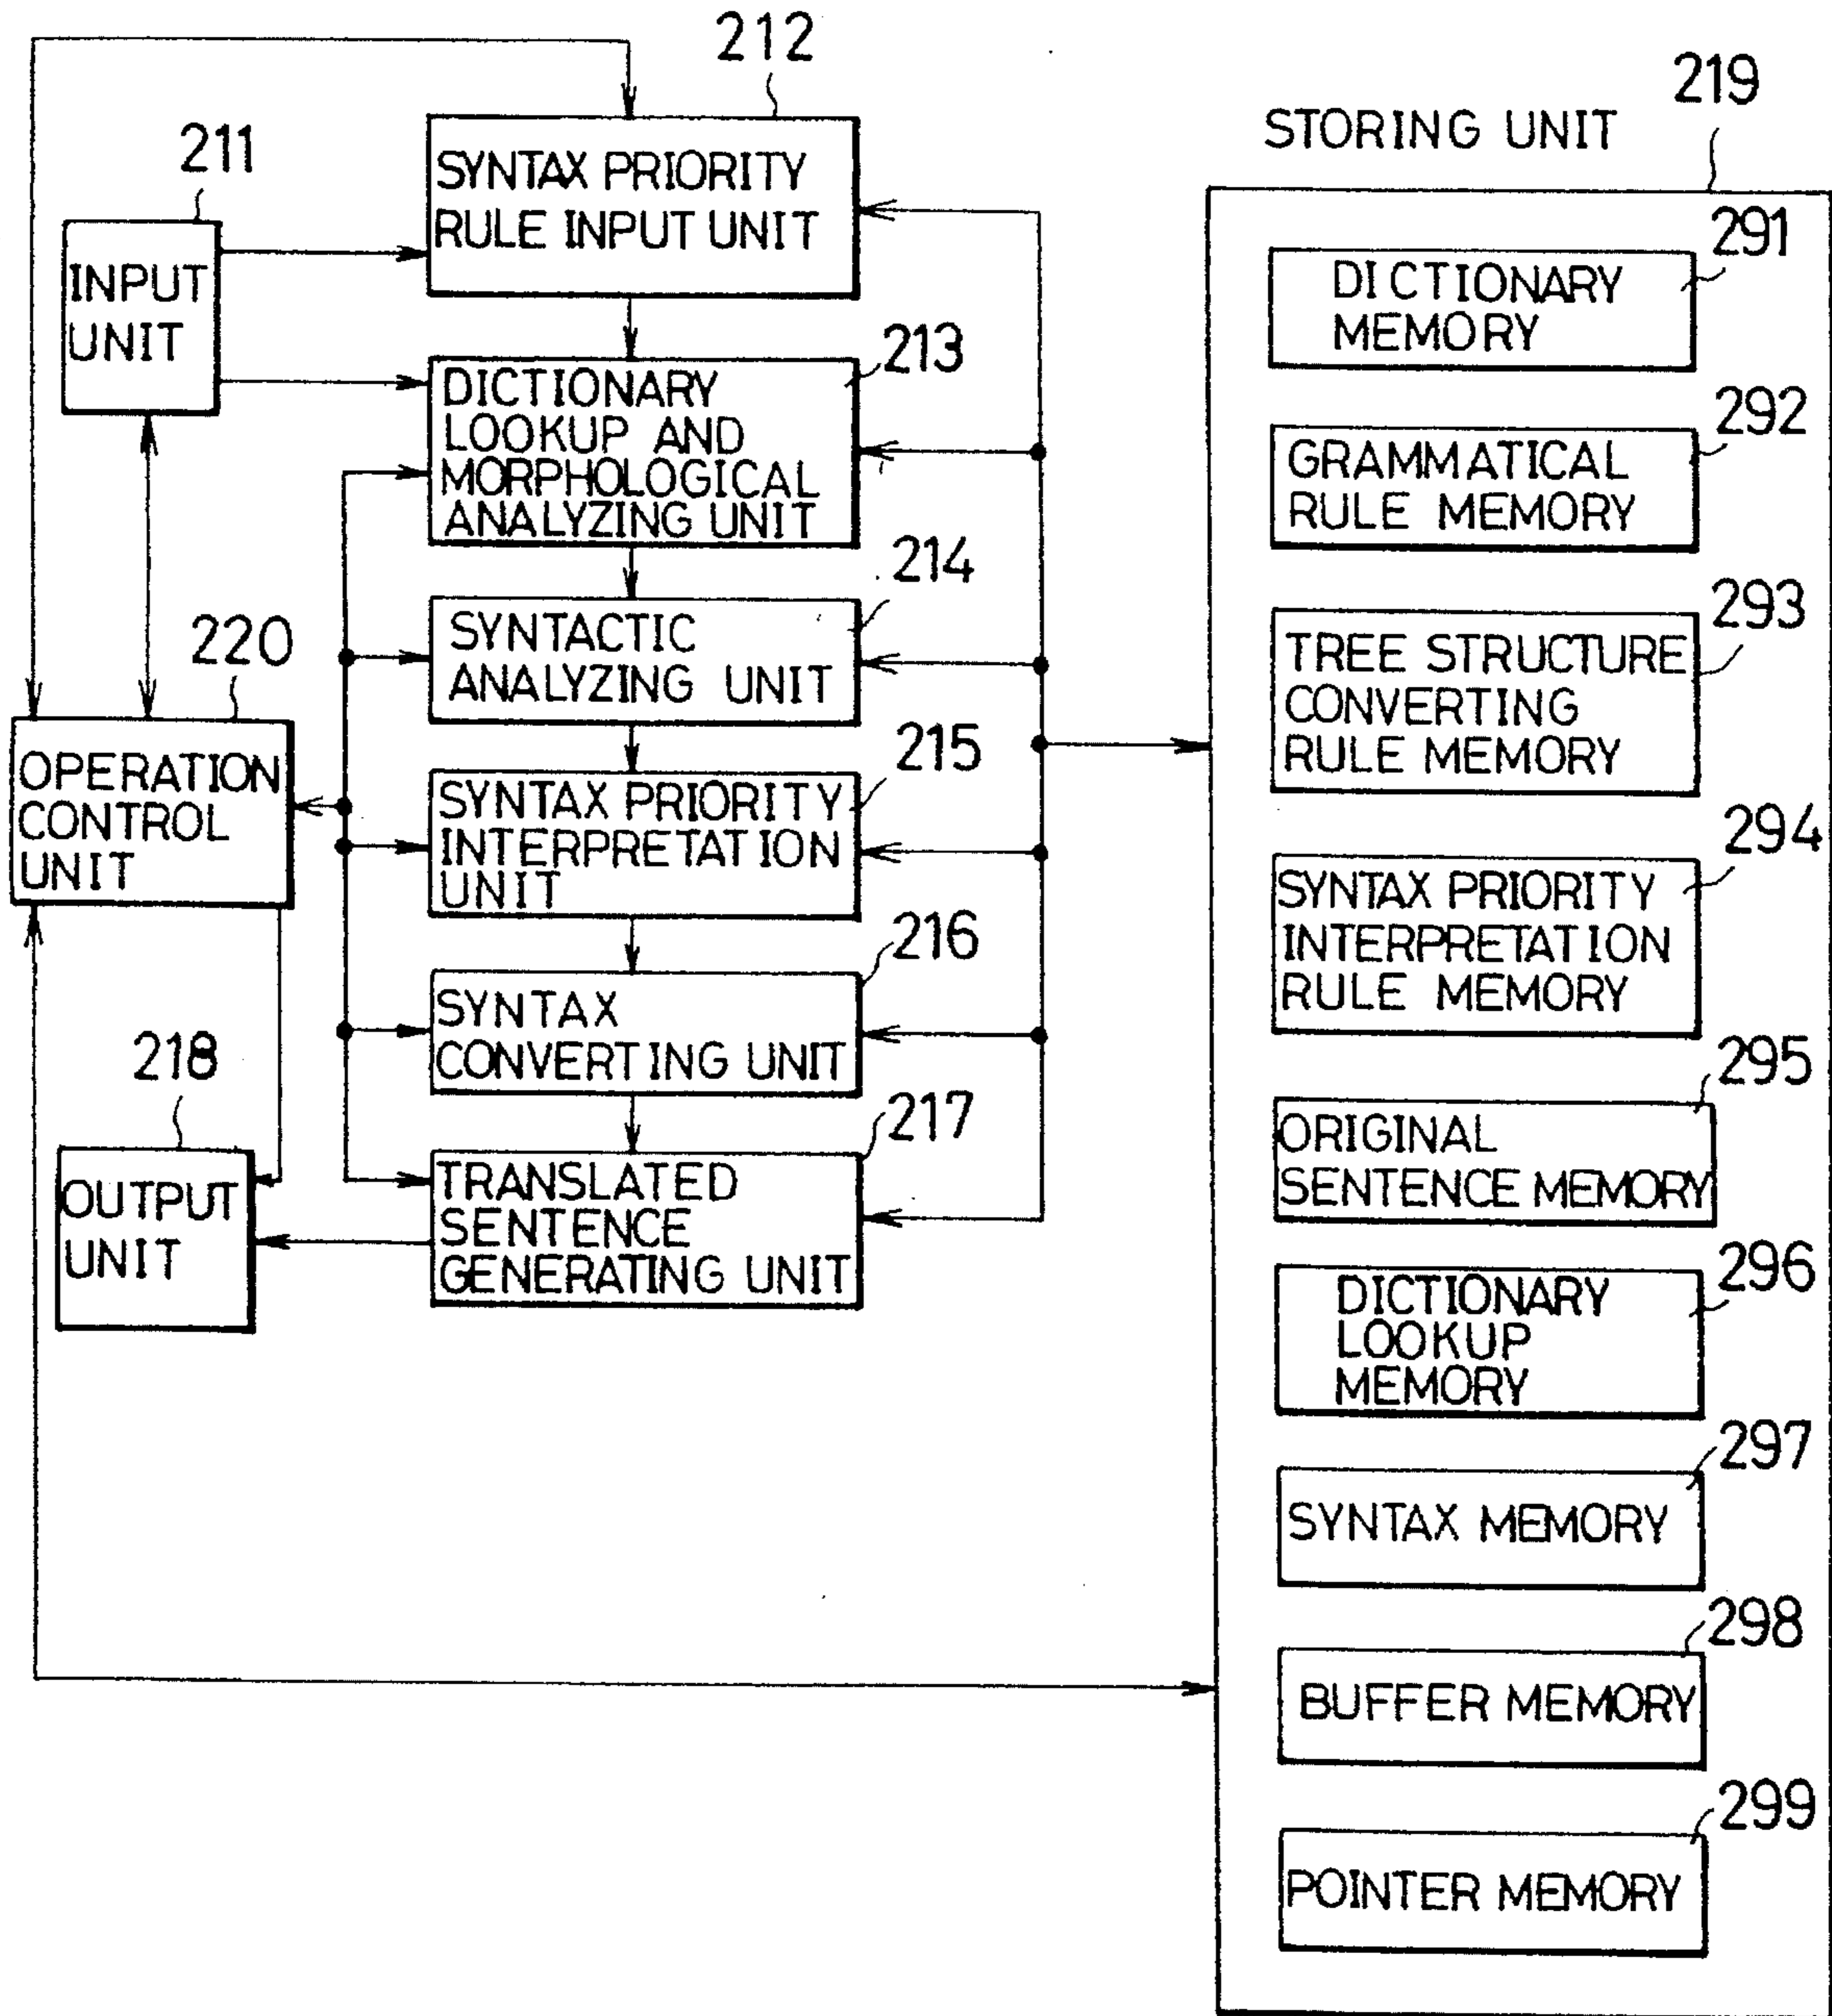 212
219
STORING UNIT
211
SYNTAX PRIORITY
RULE INPUT UNIT
291
INPUT
UNIT
DICTIONARY
MEMORY
213
DICTIONARY
LOOKUP AND
MORPHOLOGICAL
ANALYZING UNIT
292
GRAMMATICAL
RULE MEMORY
214
SYNTACTIC
ANALYZING UNIT
293
TREE STRUCTURE
CONVERTING
RULE MEMORY
220
OPERATION
CONTROL
UNIT
215
SYNTAX PRIORITY
INTERPRETATION
UNIT
294
SYNTAX PRIORITY
INTERPRETATION
RULE MEMORY
216
SYNTAX
CONVERTING UNIT
295
ORIGINAL
SENTENCE MEMORY
218
OUTPUT
UNIT
217
TRANSLATED
SENTENCE
GENERATING UNIT
296
DICTIONARY
LOOKUP
MEMORY
297
SYNTAX MEMORY
298
BUFFER MEMORY
299
POINTER MEMORY